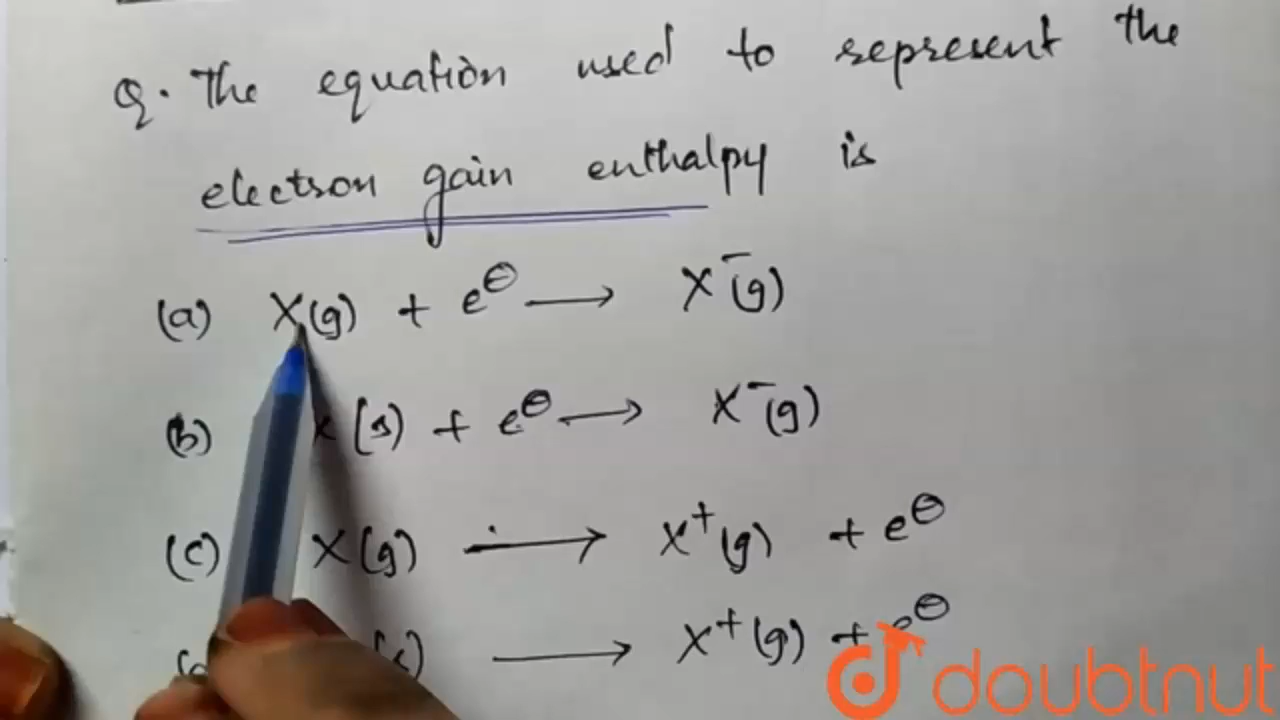 Q. The equation used to represent the
electron gain enthalpy is
(a) X(g) + e⊖ ⟶ X⁻(g)
(b) X(s) + e⊖ ⟶ X⁻(g)
(c) X(g) ⟶ X⁺(g) + e⊖
⟶ X⁺(g) + e⊖
doubtnut